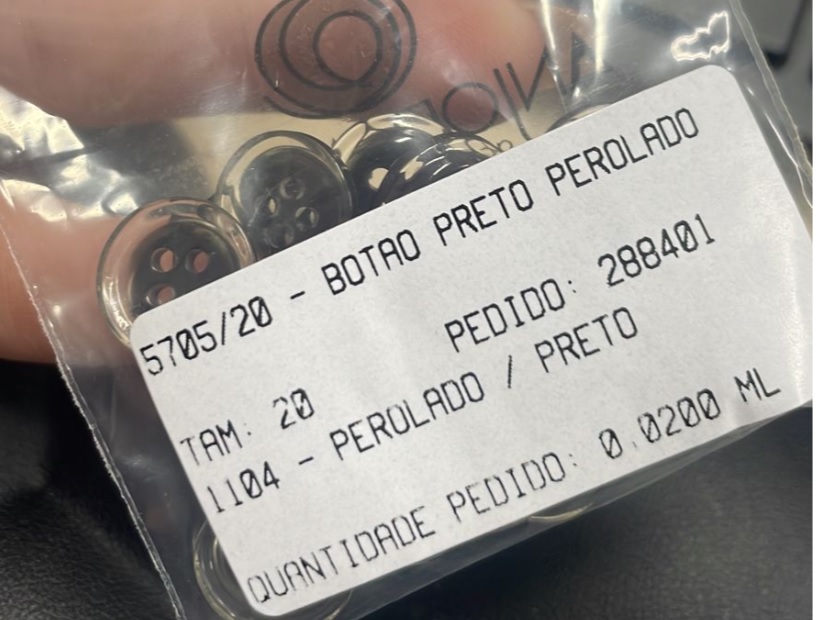 5705/20 - BOTAO PRETO PEROLADO
PEDIDO: 288401
TAM: 20
1104 - PEROLADO / PRETO
QUANTIDADE PEDIDO: 0.0200 ML